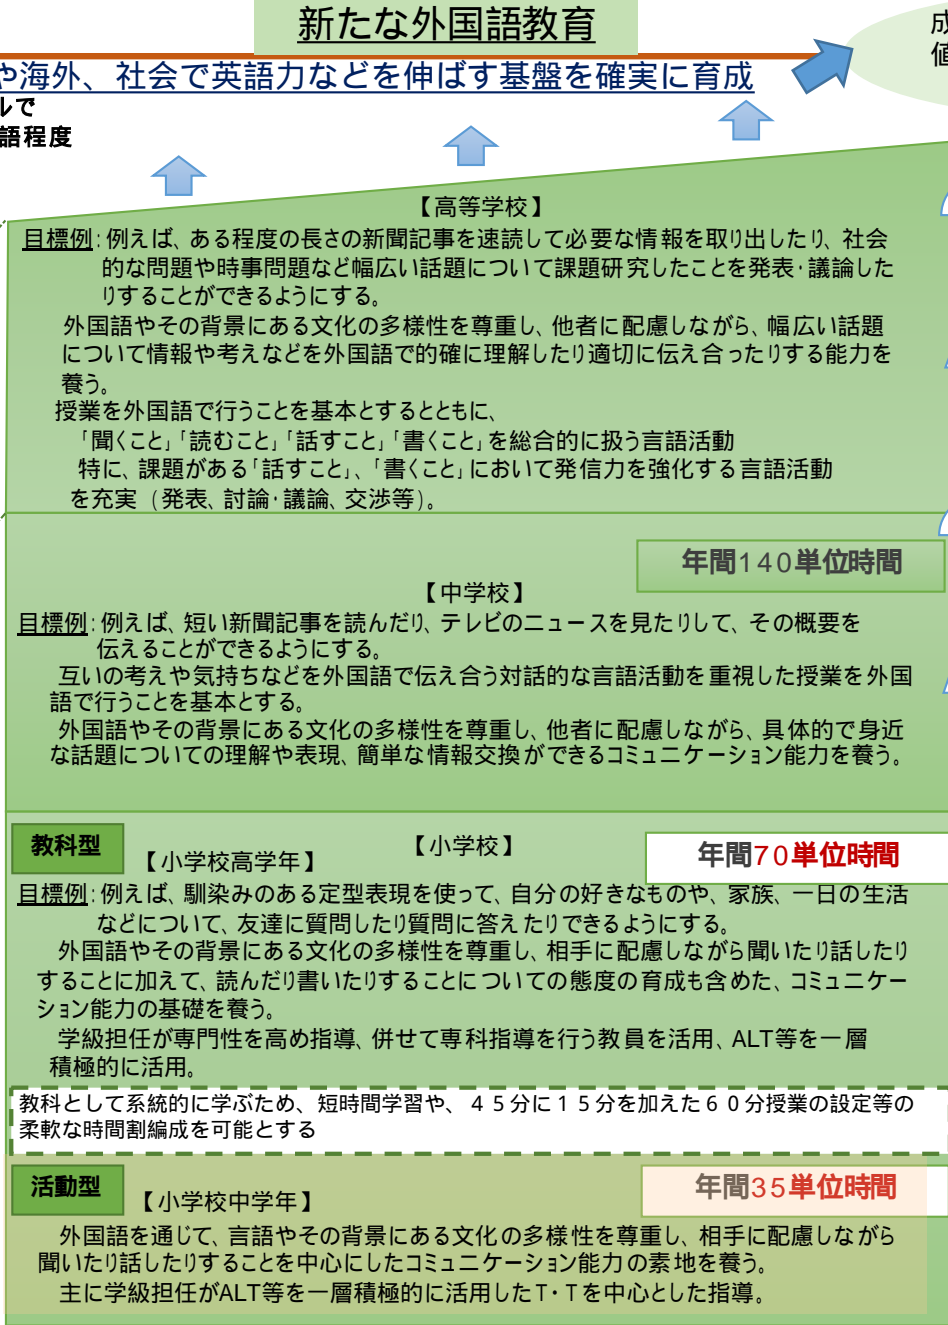 新たな外国語教育
成
値
や海外、社会で英語力などを伸ばす基盤を確実に育成
ルで
語程度
【高等学校】
目標例:例えば、ある程度の長さの新聞記事を速読して必要な情報を取り出したり、社会
的な問題や時事問題など幅広い話題について課題研究したことを発表・議論した
りすることができるようにする。
外国語やその背景にある文化の多様性を尊重し、他者に配慮しながら、幅広い話題
について情報や考えなどを外国語で的確に理解したり適切に伝え合ったりする能力を
養う。
授業を外国語で行うことを基本とするとともに、
「聞くこと」「読むこと」「話すこと」「書くこと」を総合的に扱う言語活動
特に、課題がある「話すこと」、「書くこと」において発信力を強化する言語活動
を充実（発表、討論・議論、交渉等）。
年間140単位時間
【中学校】
目標例:例えば、短い新聞記事を読んだり、テレビのニュースを見たりして、その概要を
伝えることができるようにする。
互いの考えや気持ちなどを外国語で伝え合う対話的な言語活動を重視した授業を外国
語で行うことを基本とする。
外国語やその背景にある文化の多様性を尊重し、他者に配慮しながら、具体的で身近
な話題についての理解や表現、簡単な情報交換ができるコミュニケーション能力を養う。
教科型
【小学校】
年間70単位時間
【小学校高学年】
目標例:例えば、馴染みのある定型表現を使って、自分の好きなものや、家族、一日の生活
などについて、友達に質問したり質問に答えたりできるようにする。
外国語やその背景にある文化の多様性を尊重し、相手に配慮しながら聞いたり話したり
することに加えて、読んだり書いたりすることについての態度の育成も含めた、コミュニケー
ション能力の基礎を養う。
学級担任が専門性を高め指導、併せて専科指導を行う教員を活用、ALT等を一層
積極的に活用。
教科として系統的に学ぶため、短時間学習や、４５分に１５分を加えた６０分授業の設定等の
柔軟な時間割編成を可能とする
活動型
年間35単位時間
【小学校中学年】
外国語を通じて、言語やその背景にある文化の多様性を尊重し、相手に配慮しながら
聞いたり話したりすることを中心にしたコミュニケーション能力の素地を養う。
主に学級担任がALT等を一層積極的に活用したT・Tを中心とした指導。